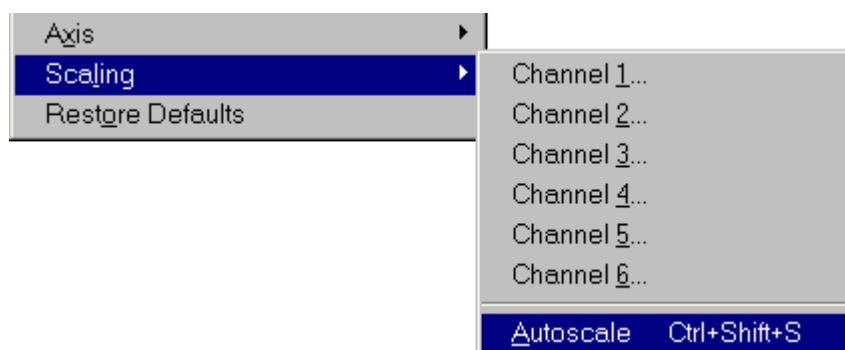 Axis
Scaling
Restore Defaults
Channel 1...
Channel 2...
Channel 3...
Channel 4...
Channel 5...
Channel 6...
Autoscale Ctrl+Shift+S